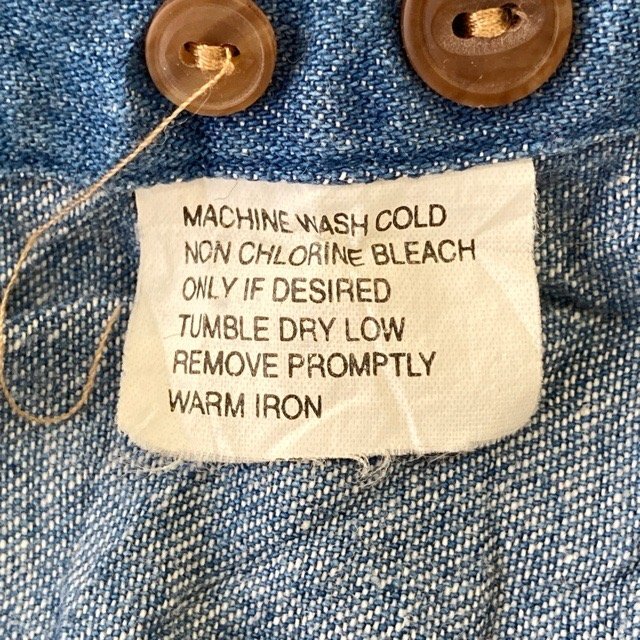 MACHINE WASH COLD
NON CHLORINE BLEACH
ONLY IF DESIRED
TUMBLE DRY LOW
REMOVE PROMPTLY
WARM IRON